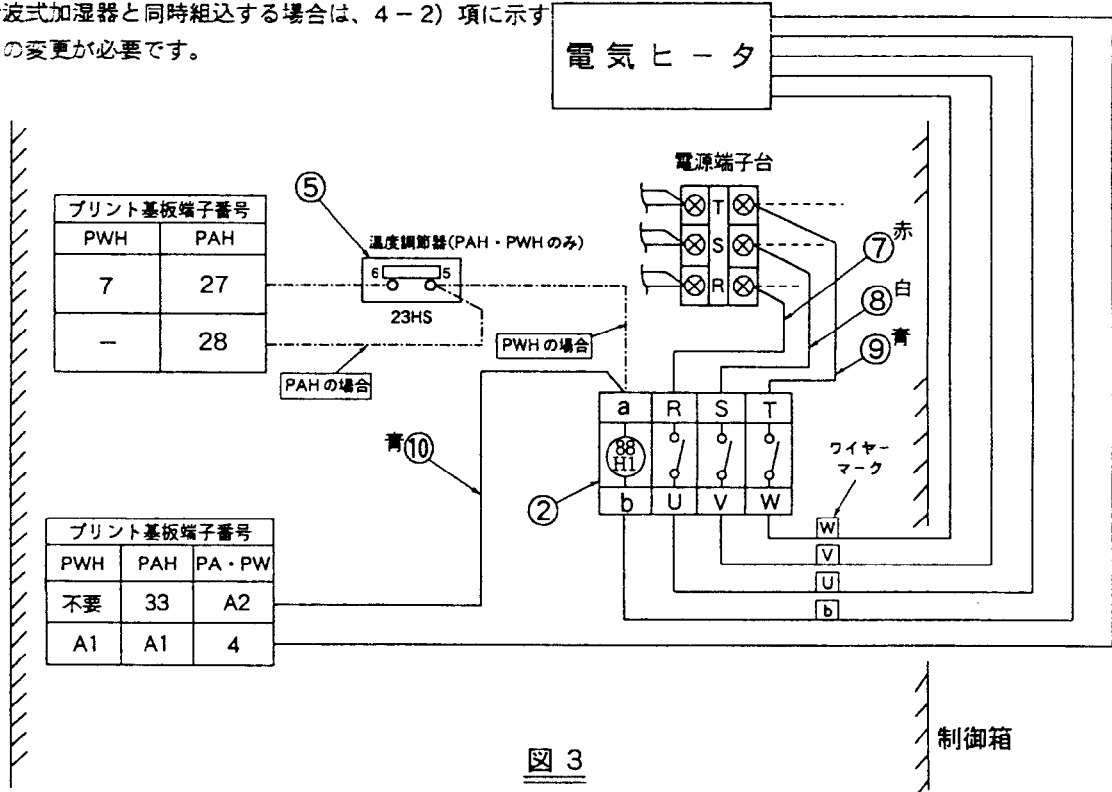 波式加湿器と同時組込する場合は、4－2）項に示す
の変更が必要です。
電気ヒータ
電源端子台
T
S
R
プリント基板端子番号
PWH PAH
7 27
− 28
⑤
温度調節器(PAH・PWHのみ)
6 5
23HS
PWHの場合
PAHの場合
⑦赤
⑧白
⑨青
青⑩
a R S T
88
H1
②
b U V W
ワイヤー
マーク
W
V
U
b
プリント基板端子番号
PWH PAH PA・PW
不要 33 A2
A1 A1 4
制御箱
図 3